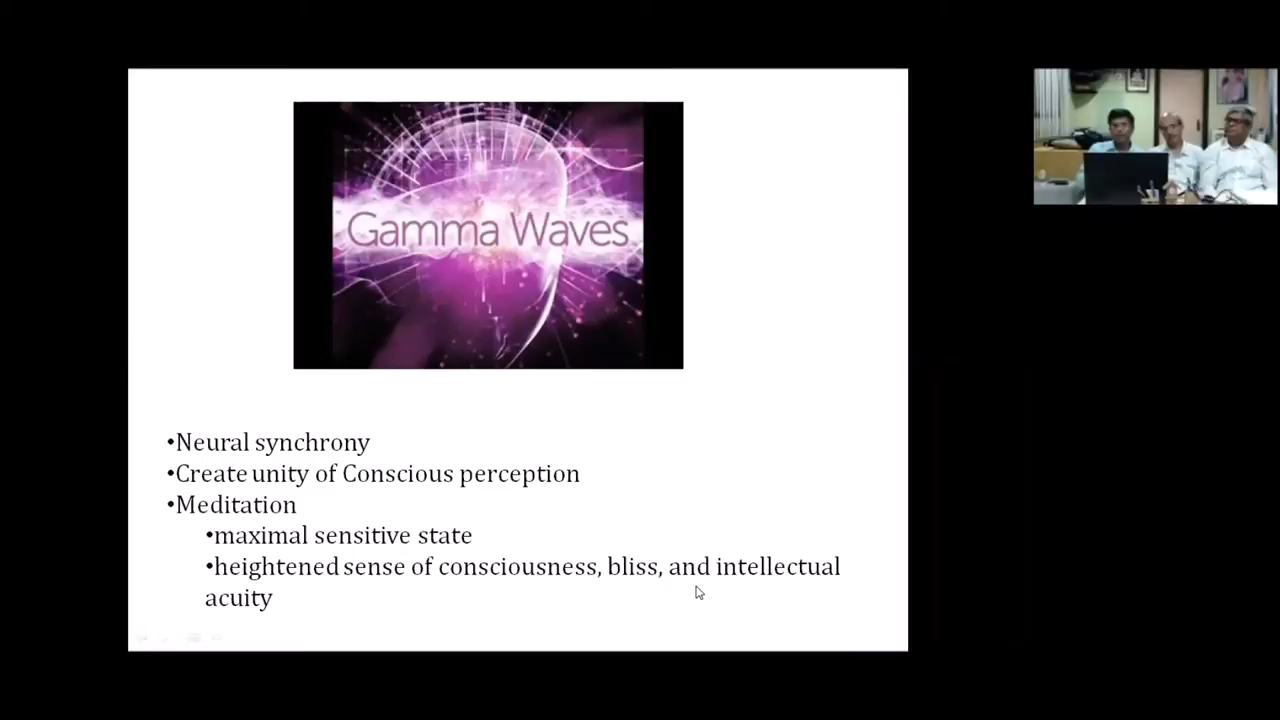 Gamma Waves
•Neural synchrony
•Create unity of Conscious perception
•Meditation
•maximal sensitive state
•heightened sense of consciousness, bliss, and intellectual
acuity